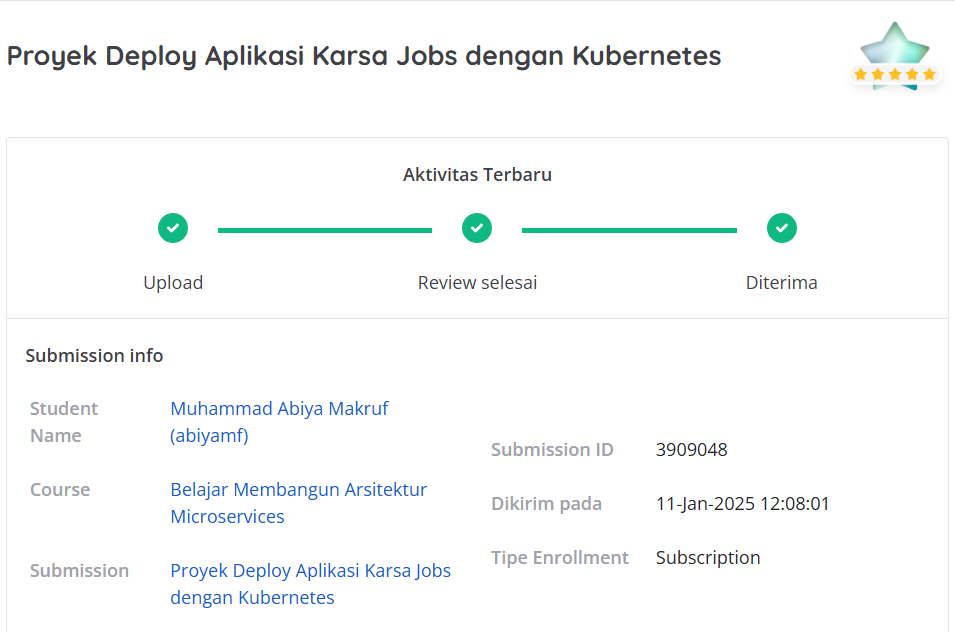 Proyek Deploy Aplikasi Karsa Jobs dengan Kubernetes
Aktivitas Terbaru
Upload
Review selesai
Diterima
Submission info
Student
Name
Muhammad Abiya Makruf
(abiyamf)
Course
Belajar Membangun Arsitektur
Microservices
Submission
Proyek Deploy Aplikasi Karsa Jobs
dengan Kubernetes
Submission ID
3909048
Dikirim pada
11-Jan-2025 12:08:01
Tipe Enrollment
Subscription